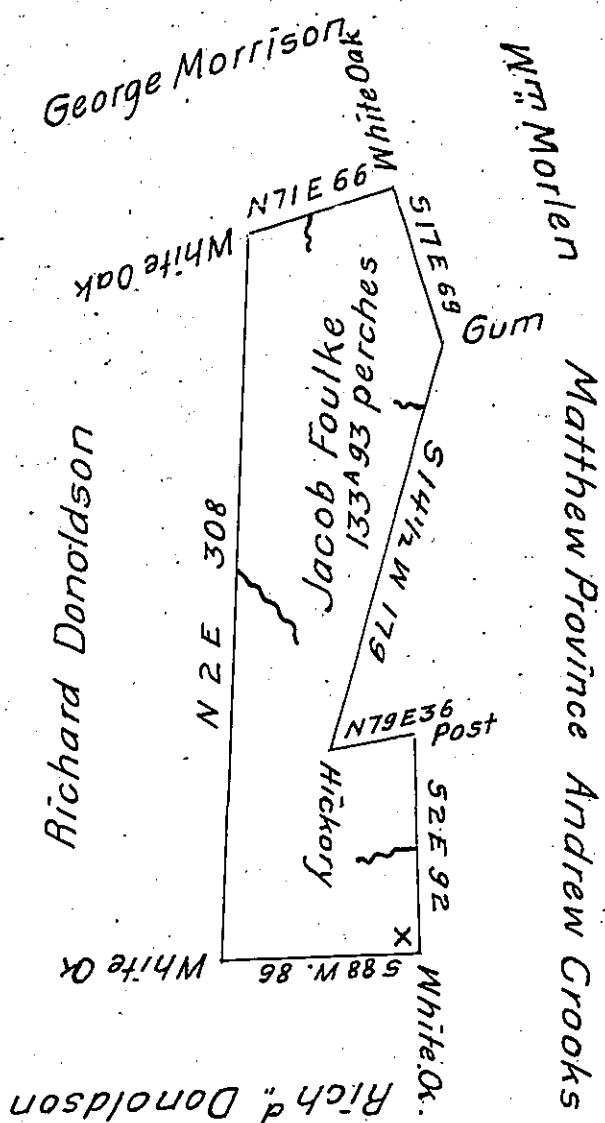 George Morrison
White Oak
Wm Morlen
N71E 66
White Oak
S17E 69
Gum
Jacob Foulke
133A 93 perches
S14½ W 179
Matthew Province Andrew Crooks
Richard Donoldson
N 2 E 308
N79E36
Post
Hickory
S2E 92
X
White Ok
S88W. 86
White.Ok.
Richd. Donoldson